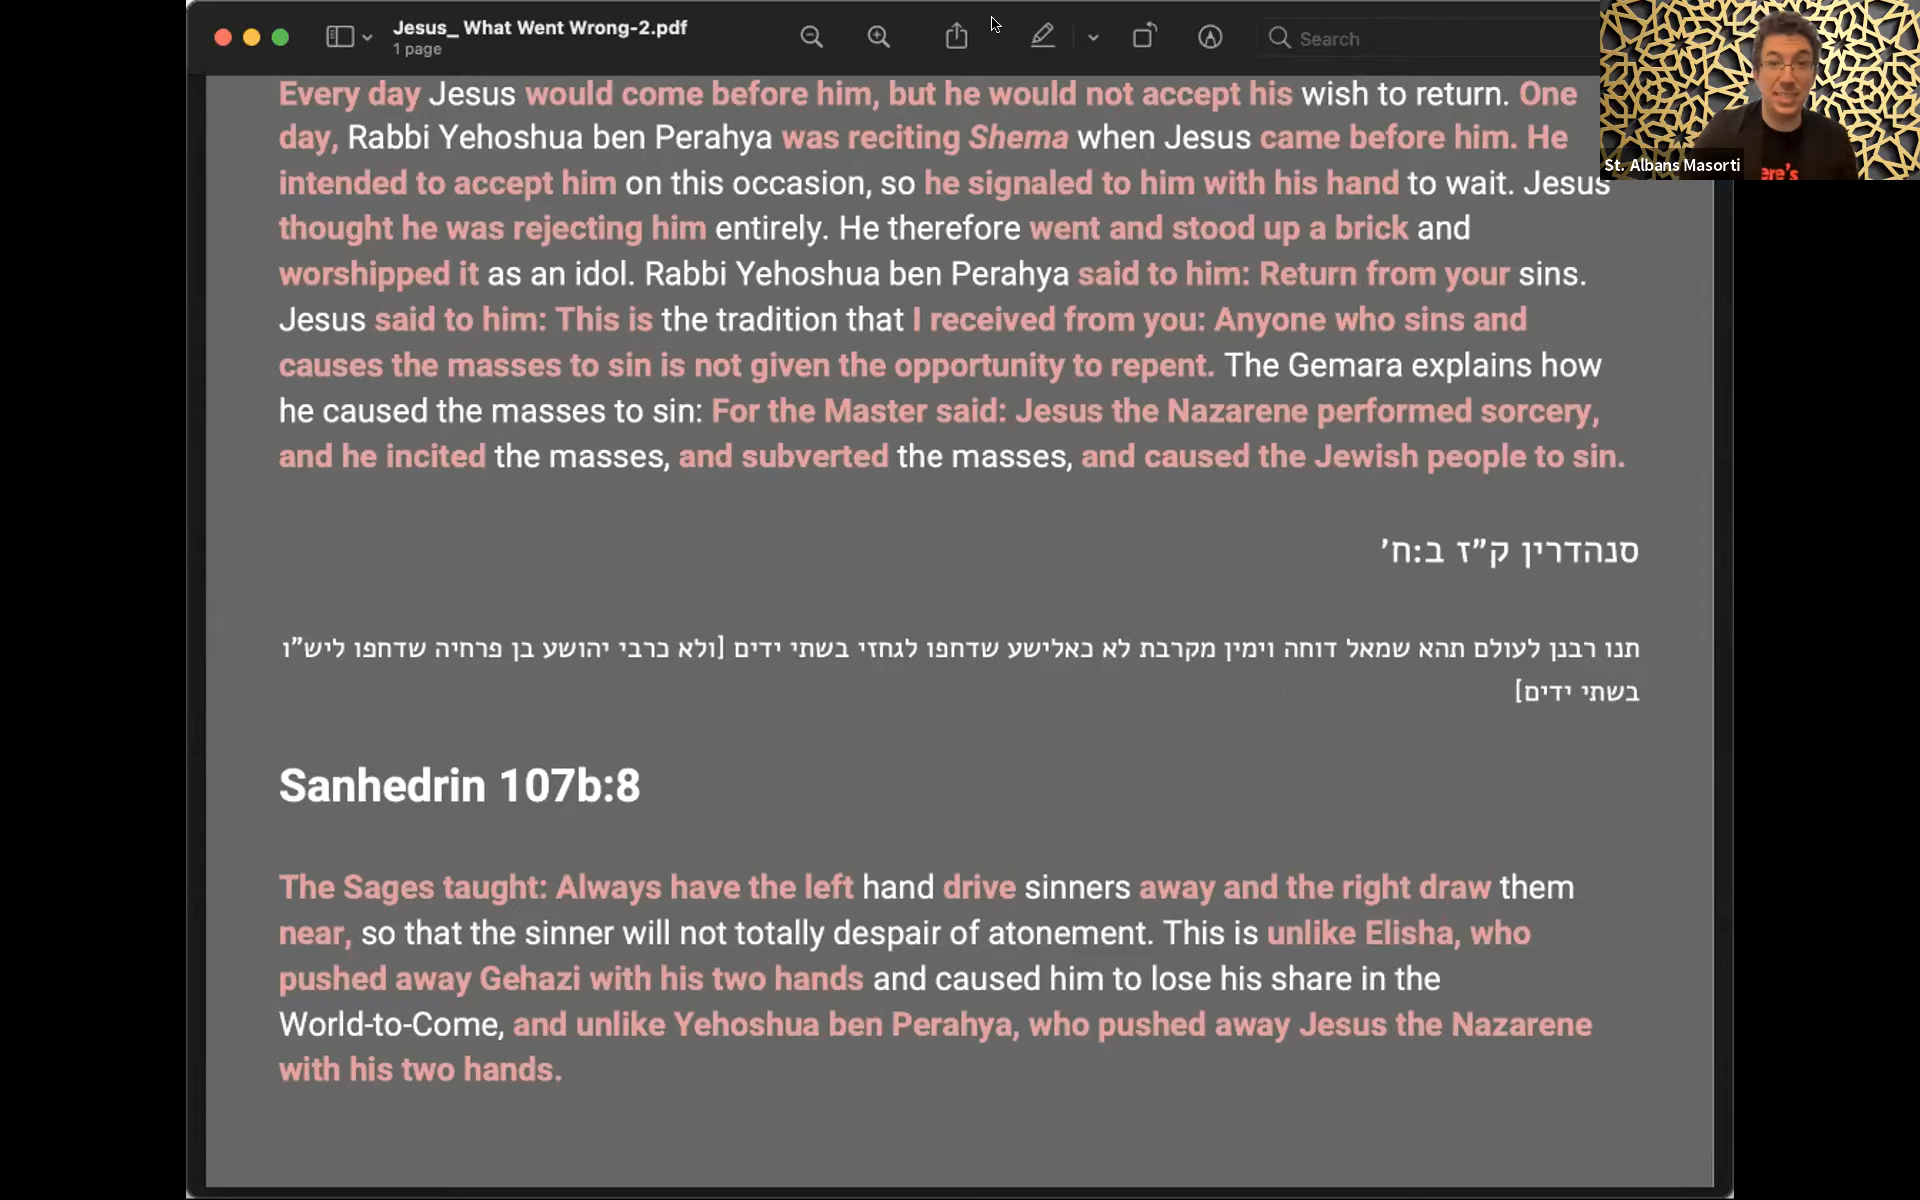 Jesus_ What Went Wrong-2.pdf
1 page
Search
Every day Jesus would come before him, but he would not accept his wish to return. One
day, Rabbi Yehoshua ben Perahya was reciting Shema when Jesus came before him. He
intended to accept him on this occasion, so he signaled to him with his hand to wait. Jesus
thought he was rejecting him entirely. He therefore went and stood up a brick and
worshipped it as an idol. Rabbi Yehoshua ben Perahya said to him: Return from your sins.
Jesus said to him: This is the tradition that I received from you: Anyone who sins and
causes the masses to sin is not given the opportunity to repent. The Gemara explains how
he caused the masses to sin: For the Master said: Jesus the Nazarene performed sorcery,
and he incited the masses, and subverted the masses, and caused the Jewish people to sin.
סנהדרין ק״ז ב:ח׳
תנו רבנן לעולם תהא שמאל דוחה וימין מקרבת לא כאלישע שדחפו לגחזי בשתי ידים [ולא כרבי יהושע בן פרחיה שדחפו ליש״ו
בשתי ידים]
Sanhedrin 107b:8
The Sages taught: Always have the left hand drive sinners away and the right draw them
near, so that the sinner will not totally despair of atonement. This is unlike Elisha, who
pushed away Gehazi with his two hands and caused him to lose his share in the
World-to-Come, and unlike Yehoshua ben Perahya, who pushed away Jesus the Nazarene
with his two hands.
St. Albans Masorti
ere's